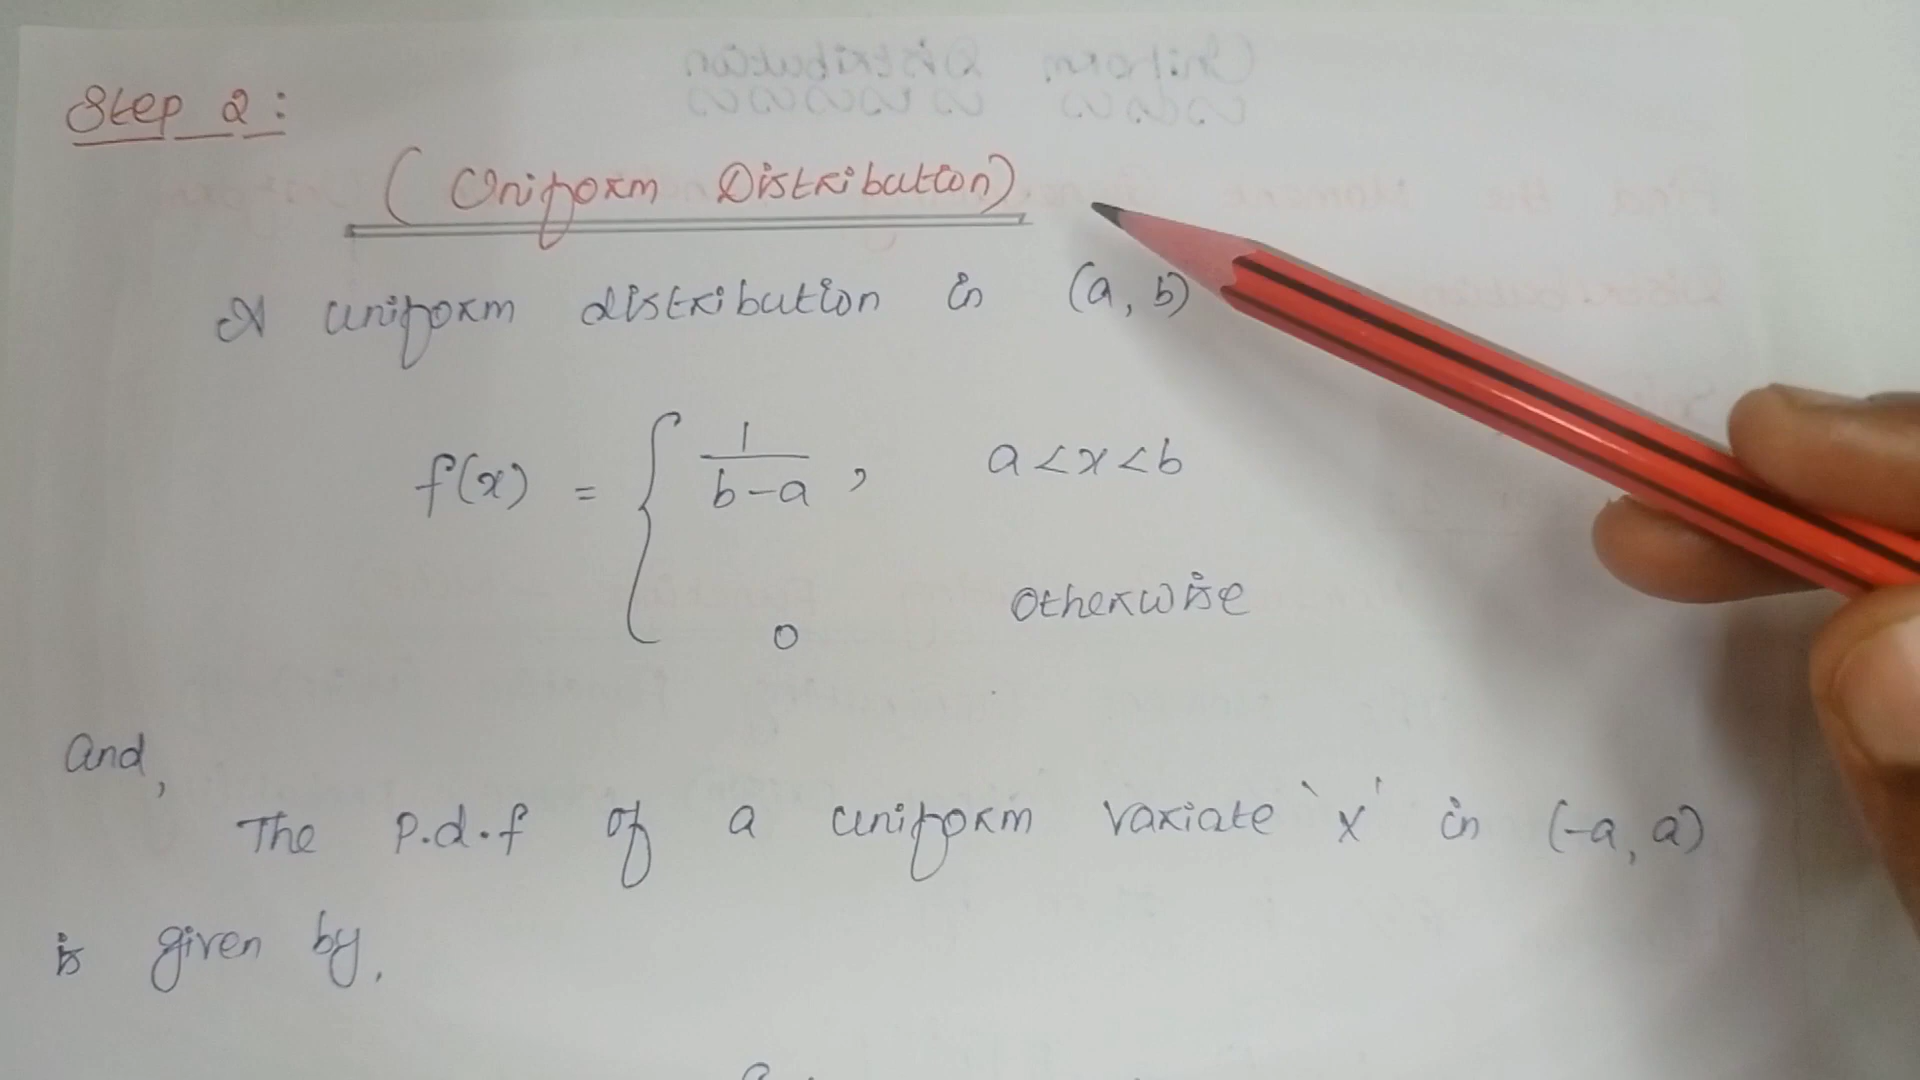 Step 2:
(Uniform Distribution)
A uniform distribution in (a, b)
f(x) = { 1/(b-a) , a<x<b
0 otherwise
and,
The p.d.f of a uniform variate 'x' in (-a, a)
is given by,